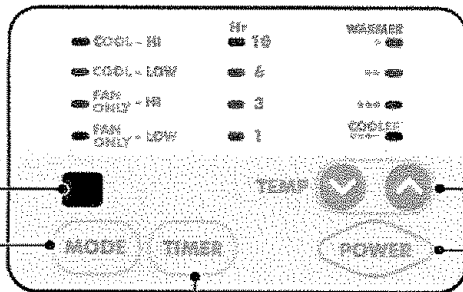 Hr WARMER
COOL - HI 10 *
COOL - LOW 6 **
FAN ONLY - HI 3 ***
FAN ONLY - LOW 1 COOLER
TEMP
MODE TIMER POWER